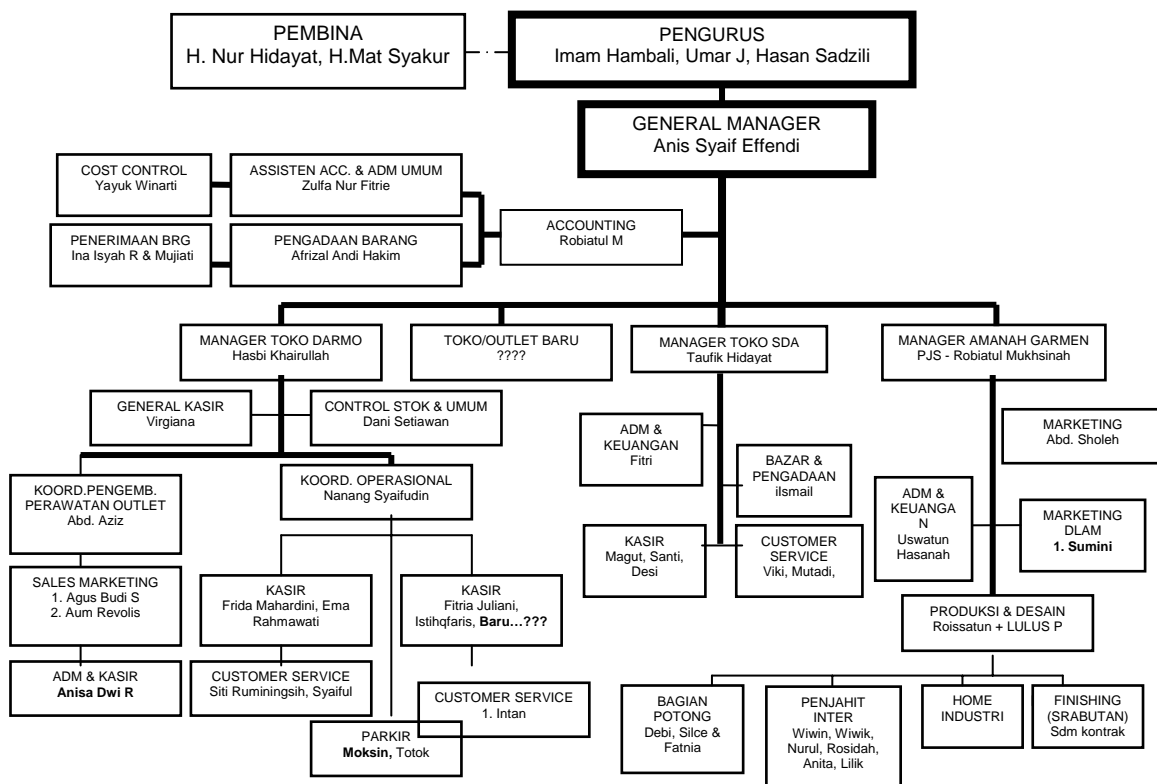 PEMBINA
H. Nur Hidayat, H.Mat Syakur
PENGURUS
Imam Hambali, Umar J, Hasan Sadzili
GENERAL MANAGER
Anis Syaif Effendi
COST CONTROL
Yayuk Winarti
ASSISTEN ACC. & ADM UMUM
Zulfa Nur Fitrie
ACCOUNTING
Robiatul M
PENERIMAAN BRG
Ina Isyah R & Mujiati
PENGADAAN BARANG
Afrizal Andi Hakim
MANAGER TOKO DARMO
Hasbi Khairullah
TOKO/OUTLET BARU
????
MANAGER TOKO SDA
Taufik Hidayat
MANAGER AMANAH GARMEN
PJS - Robiatul Mukhsinah
GENERAL KASIR
Virgiana
CONTROL STOK & UMUM
Dani Setiawan
ADM &
KEUANGAN
Fitri
MARKETING
Abd. Sholeh
KOORD.PENGEMB.
PERAWATAN OUTLET
Abd. Aziz
KOORD. OPERASIONAL
Nanang Syaifudin
BAZAR &
PENGADAAN
iIsmail
ADM &
KEUANGA
N
Uswatun
Hasanah
MARKETING
DLAM
1. Sumini
KASIR
Magut, Santi,
Desi
CUSTOMER
SERVICE
Viki, Mutadi,
SALES MARKETING
1. Agus Budi S
2. Aum Revolis
KASIR
Frida Mahardini, Ema
Rahmawati
KASIR
Fitria Juliani,
Istihqfaris, Baru...???
PRODUKSI & DESAIN
Roissatun + LULUS P
ADM & KASIR
Anisa Dwi R
CUSTOMER SERVICE
Siti Ruminingsih, Syaiful
CUSTOMER SERVICE
1. Intan
PARKIR
Moksin, Totok
BAGIAN
POTONG
Debi, Silce &
Fatnia
PENJAHIT
INTER
Wiwin, Wiwik,
Nurul, Rosidah,
Anita, Lilik
HOME
INDUSTRI
FINISHING
(SRABUTAN)
Sdm kontrak